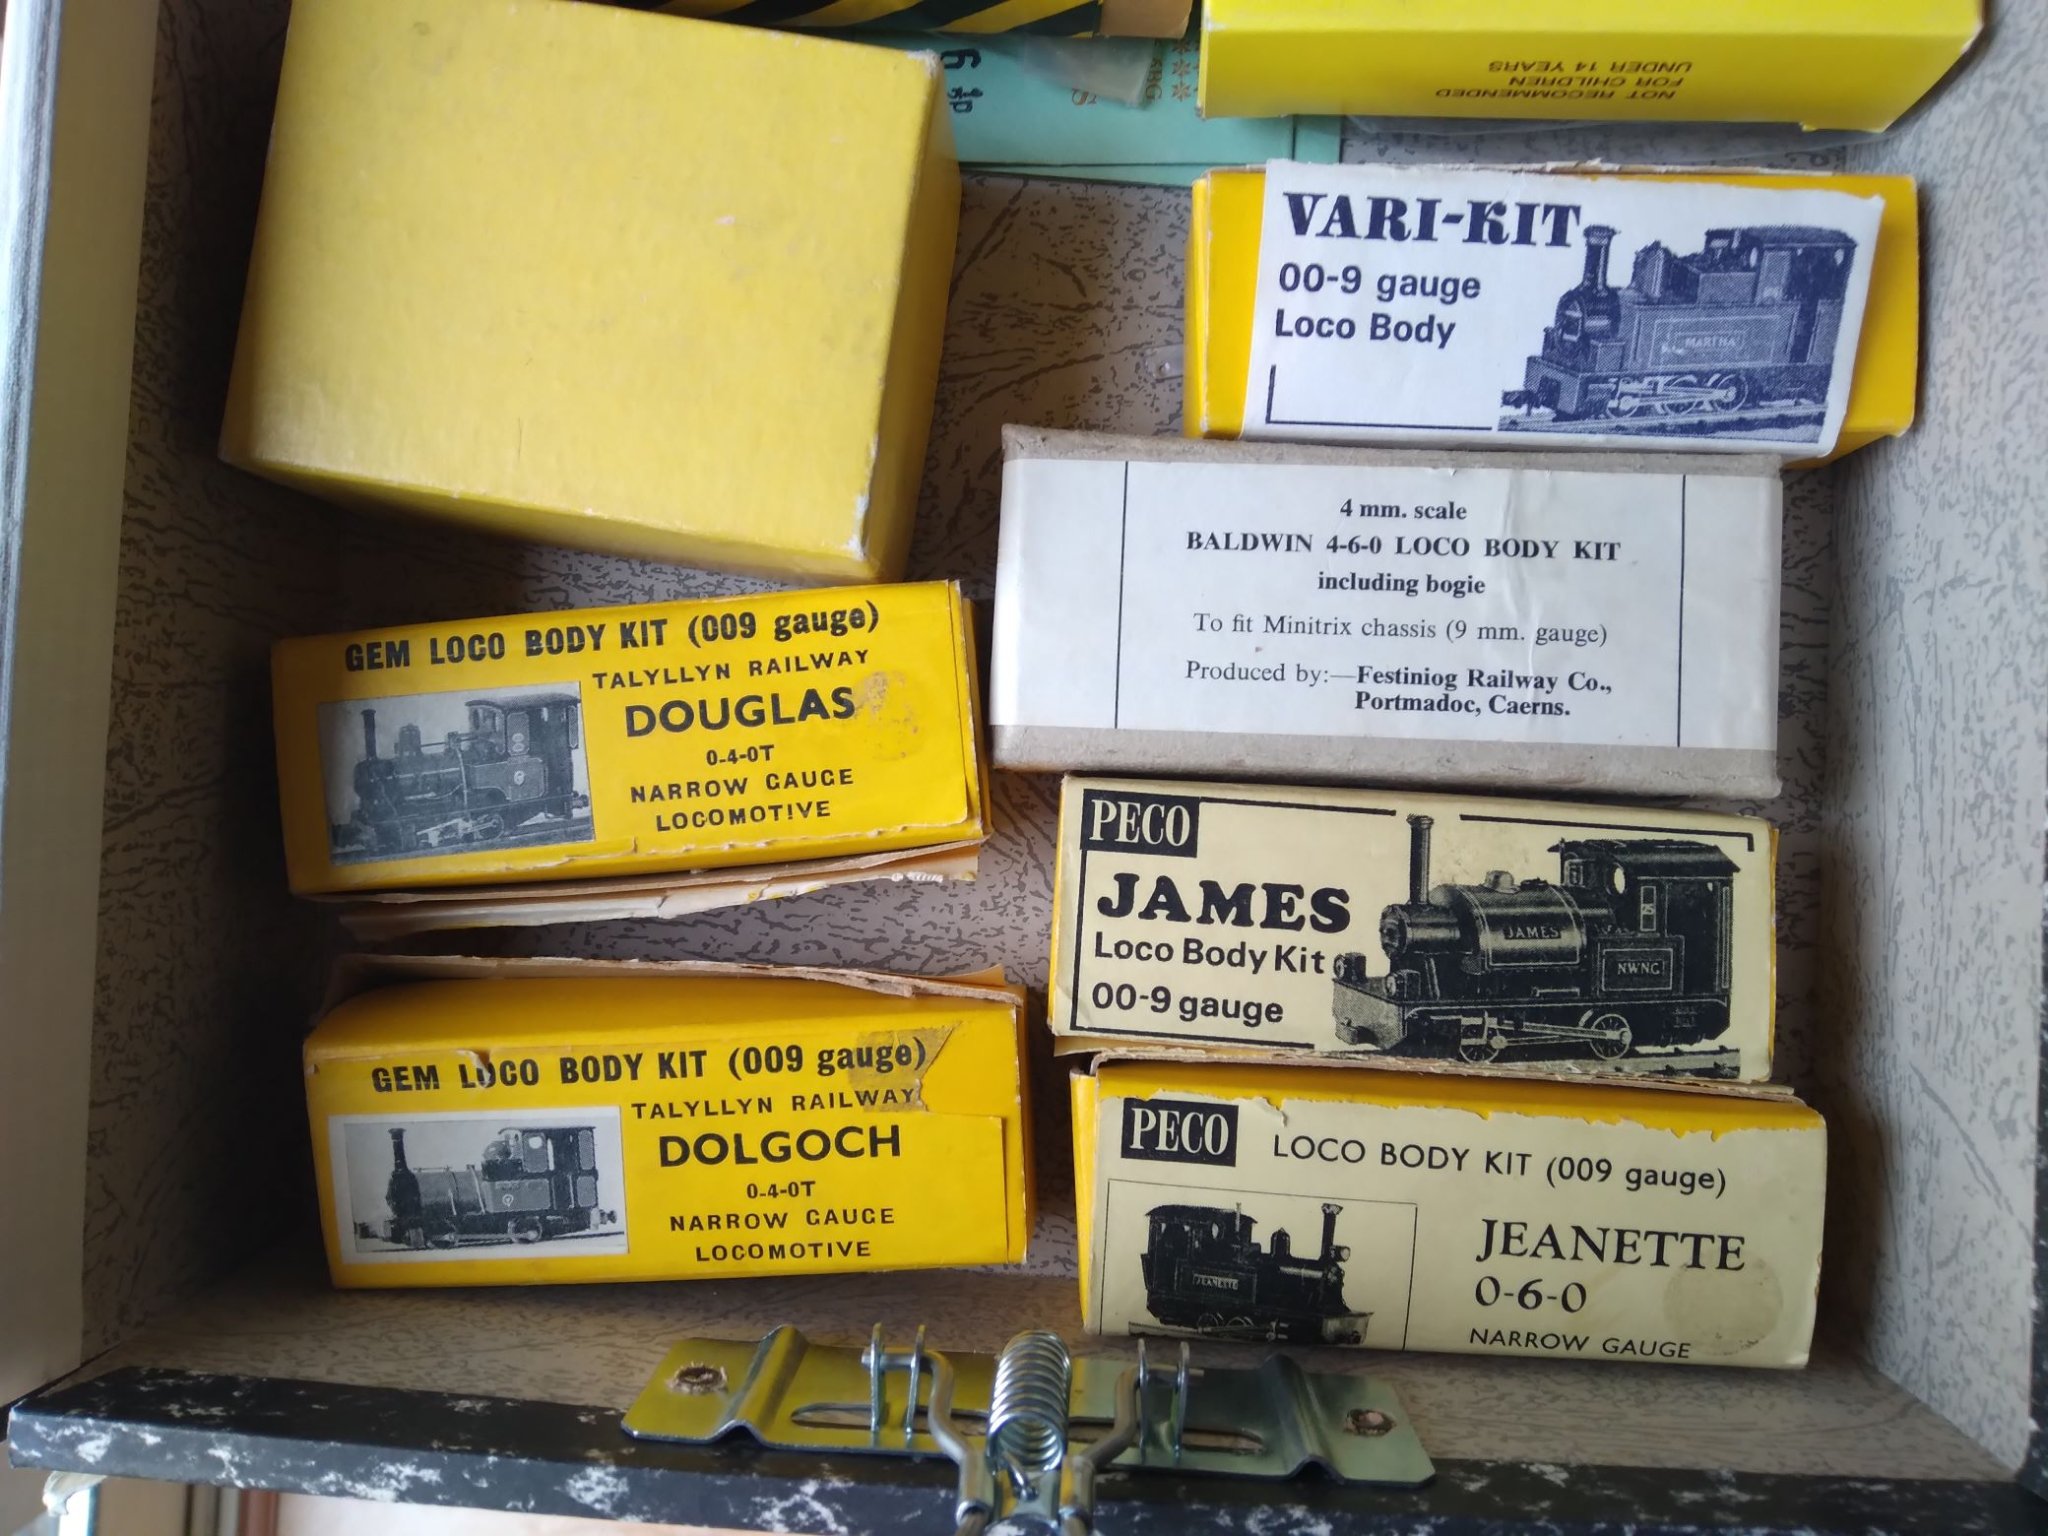 6½p
NOT RECOMMENDED
FOR CHILDREN
UNDER 14 YEARS
VARI-KIT
00-9 gauge
Loco Body
MARTHA
4 mm. scale
BALDWIN 4-6-0 LOCO BODY KIT
including bogie
To fit Minitrix chassis (9 mm. gauge)
Produced by:—Festiniog Railway Co.,
Portmadoc, Caerns.
GEM LOCO BODY KIT (009 gauge)
TALYLLYN RAILWAY
DOUGLAS
0-4-0T
NARROW GAUGE
LOCOMOTIVE
PECO
JAMES
Loco Body Kit
00-9 gauge
JAMES
NWNG
GEM LOCO BODY KIT (009 gauge)
TALYLLYN RAILWAY
DOLGOCH
0-4-0T
NARROW GAUGE
LOCOMOTIVE
PECO
LOCO BODY KIT (009 gauge)
JEANETTE
0-6-0
NARROW GAUGE
JEANETTE